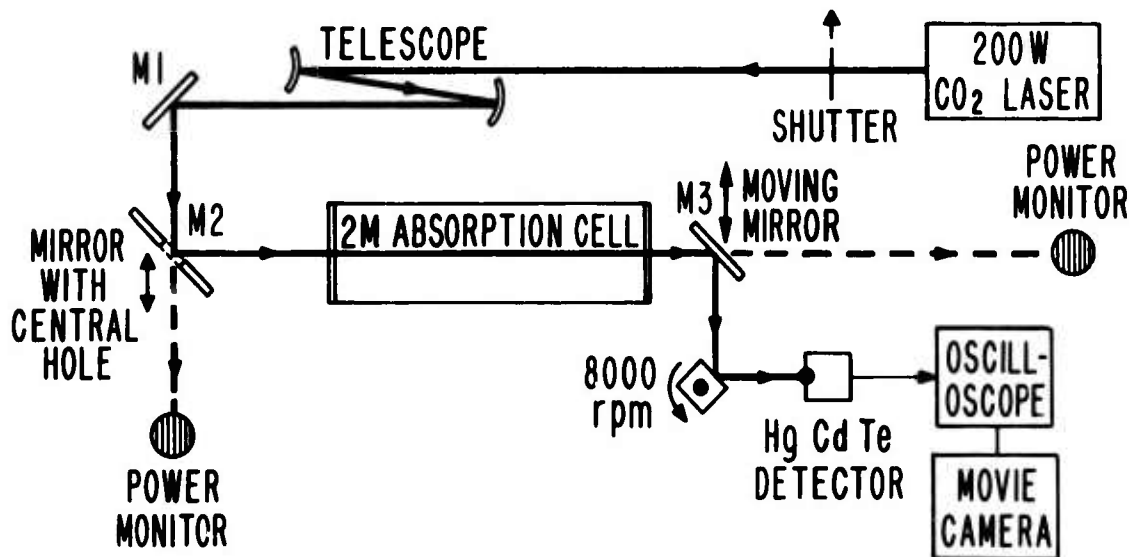 TELESCOPE
M1
200W
CO₂ LASER
SHUTTER
POWER
MONITOR
M2
MIRROR
WITH
CENTRAL
HOLE
2M ABSORPTION CELL
M3
MOVING
MIRROR
8000
rpm
Hg Cd Te
DETECTOR
OSCILL-
OSCOPE
MOVIE
CAMERA
POWER
MONITOR